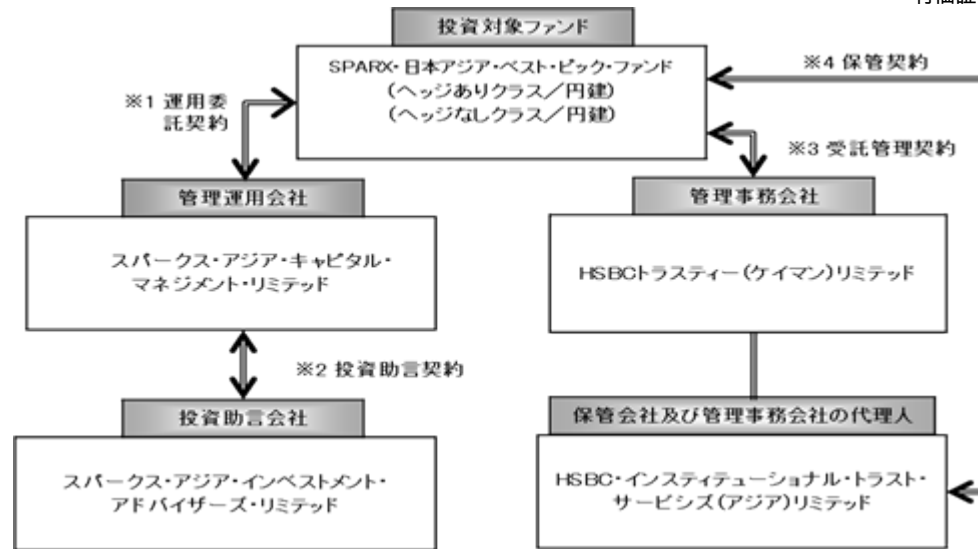 投資対象ファンド
SPARX・日本アジア・ベスト・ピック・ファンド
(ヘッジありクラス/円建)
(ヘッジなしクラス/円建)
※4 保管契約
※1 運用委
託契約
※3 受託管理契約
管理運用会社
スパークス・アジア・キャピタル・
マネジメント・リミテッド
管理事務会社
HSBCトラスティー(ケイマン)リミテッド
※2 投資助言契約
投資助言会社
スパークス・アジア・インベストメント・
アドバイザーズ・リミテッド
保管会社及び管理事務会社の代理人
HSBC・インスティテューショナル・トラスト・
サービシズ(アジア)リミテッド